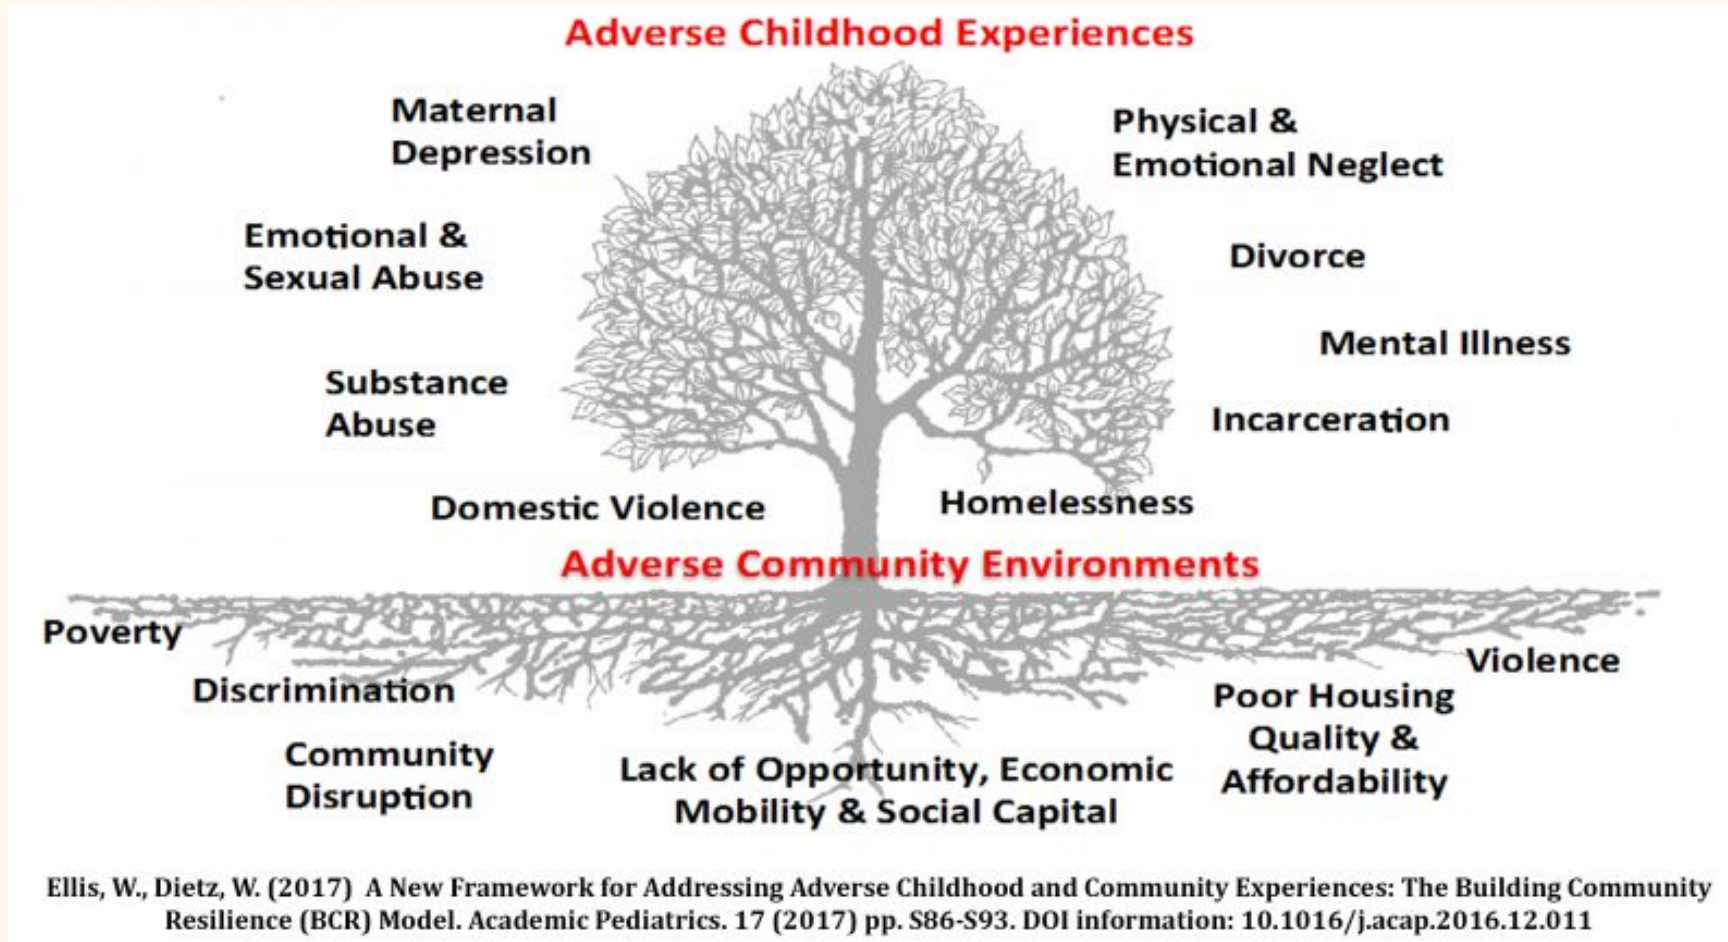 Adverse Childhood Experiences
Maternal
Depression
Physical &
Emotional Neglect
Emotional &
Sexual Abuse
Divorce
Mental Illness
Substance
Abuse
Incarceration
Domestic Violence
Homelessness
Adverse Community Environments
Poverty
Violence
Discrimination
Poor Housing
Quality &
Affordability
Community
Disruption
Lack of Opportunity, Economic
Mobility & Social Capital
Ellis, W., Dietz, W. (2017) A New Framework for Addressing Adverse Childhood and Community Experiences: The Building Community
Resilience (BCR) Model. Academic Pediatrics. 17 (2017) pp. S86-S93. DOI information: 10.1016/j.acap.2016.12.011